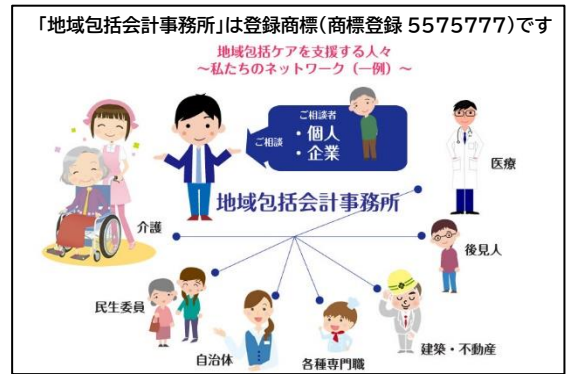 「地域包括会計事務所」は登録商標(商標登録 5575777)です
地域包括ケアを支援する人々
～私たちのネットワーク（一例）～
ご相談者
・個人
・企業
ご相談
医療
地域包括会計事務所
介護
後見人
民生委員
自治体
各種専門職
建築・不動産